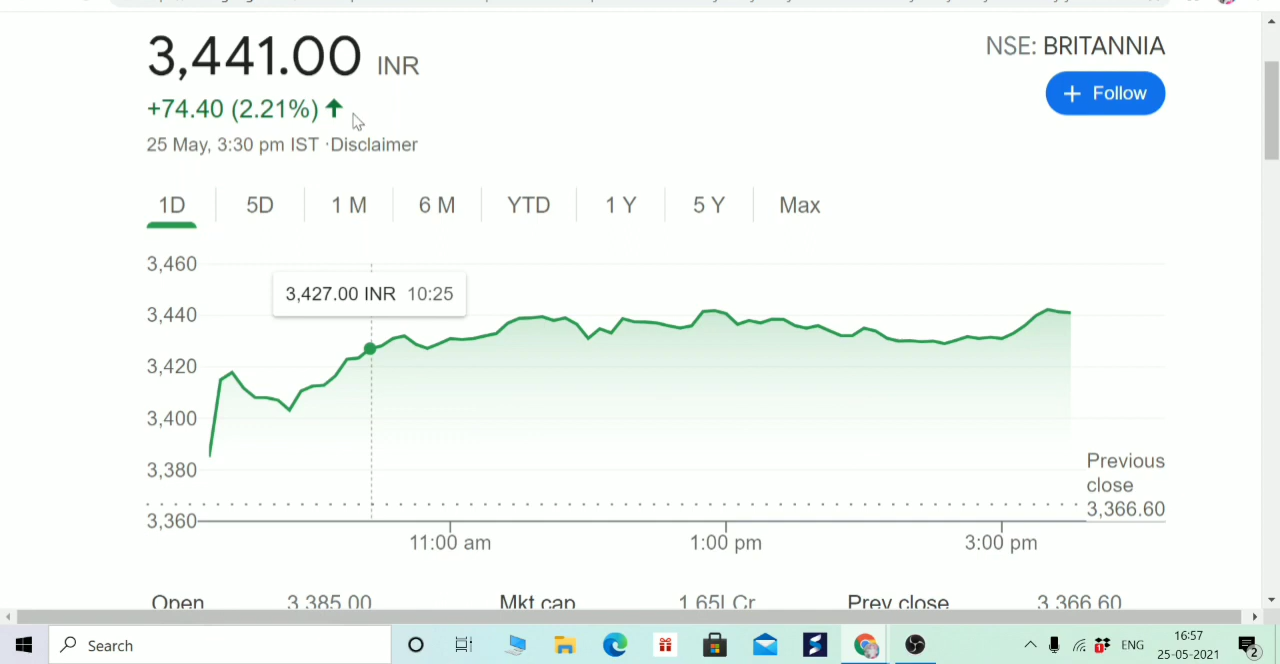 3,441.00 INR
NSE: BRITANNIA
+74.40 (2.21%) ↑
+ Follow
25 May, 3:30 pm IST ·Disclaimer
1D 5D 1 M 6 M YTD 1 Y 5 Y Max
3,460
3,427.00 INR 10:25
3,440
3,420
3,400
3,380
Previous
close
3,366.60
3,360
11:00 am 1:00 pm 3:00 pm
Open 3,385.00 Mkt cap 1.65LCr Prev close 3,366.60
Search
ENG
16:57
25-05-2021
1
2